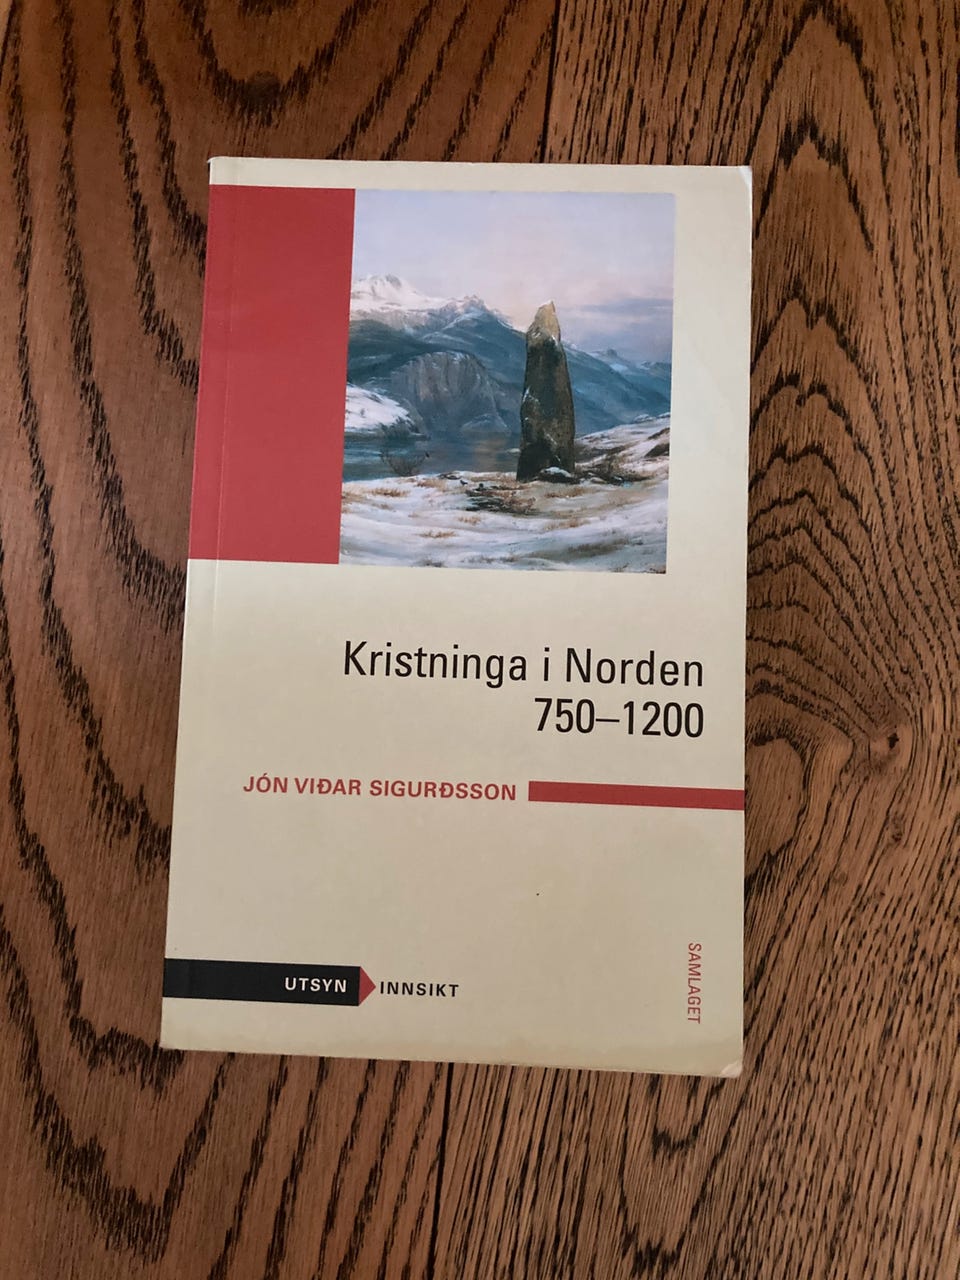 Kristninga i Norden
750–1200
JÓN VIÐAR SIGURÐSSON
UTSYN INNSIKT
SAMLAGET